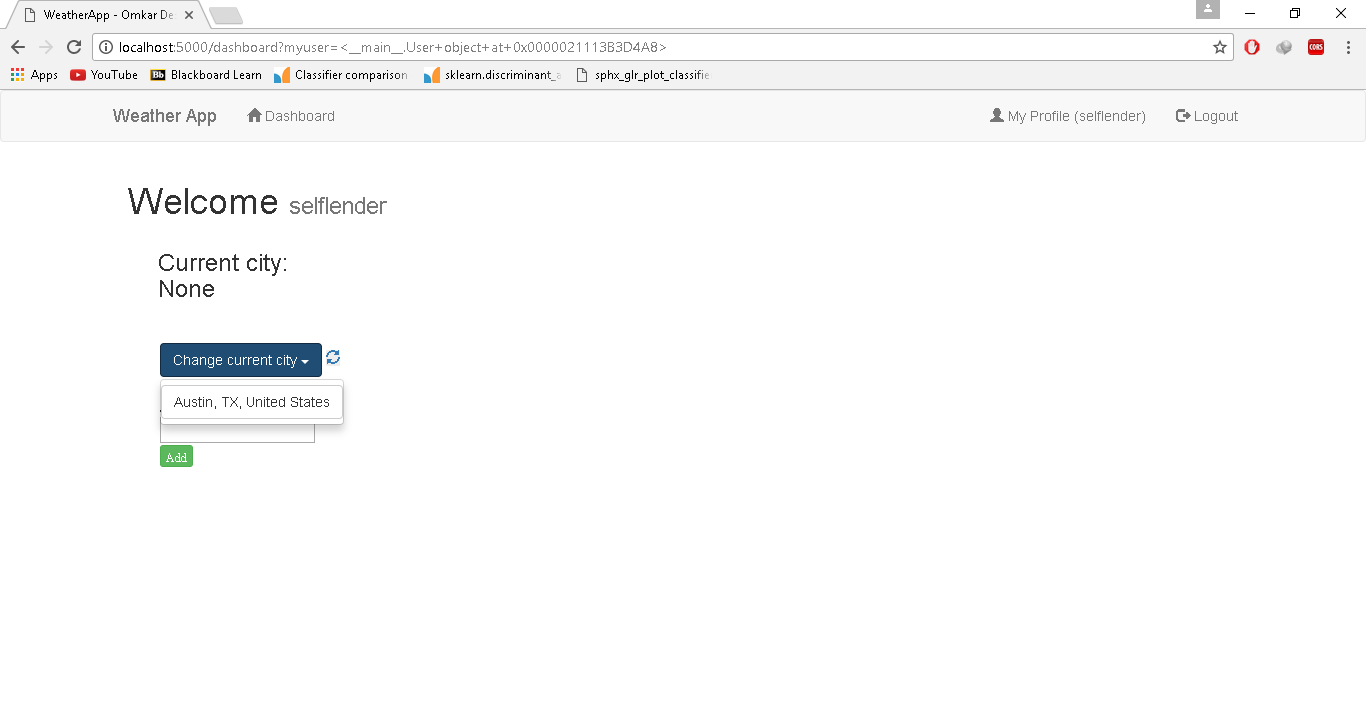 WeatherApp - Omkar De
localhost:5000/dashboard?myuser=<__main__.User+object+at+0x0000021113B3D4A8>
CORS
Apps YouTube Bb Blackboard Learn Classifier comparison sklearn.discriminant_a sphx_glr_plot_classifie
Weather App Dashboard My Profile (selflender) Logout
Welcome selflender
Current city:
None
Change current city
Austin, TX, United States
Add